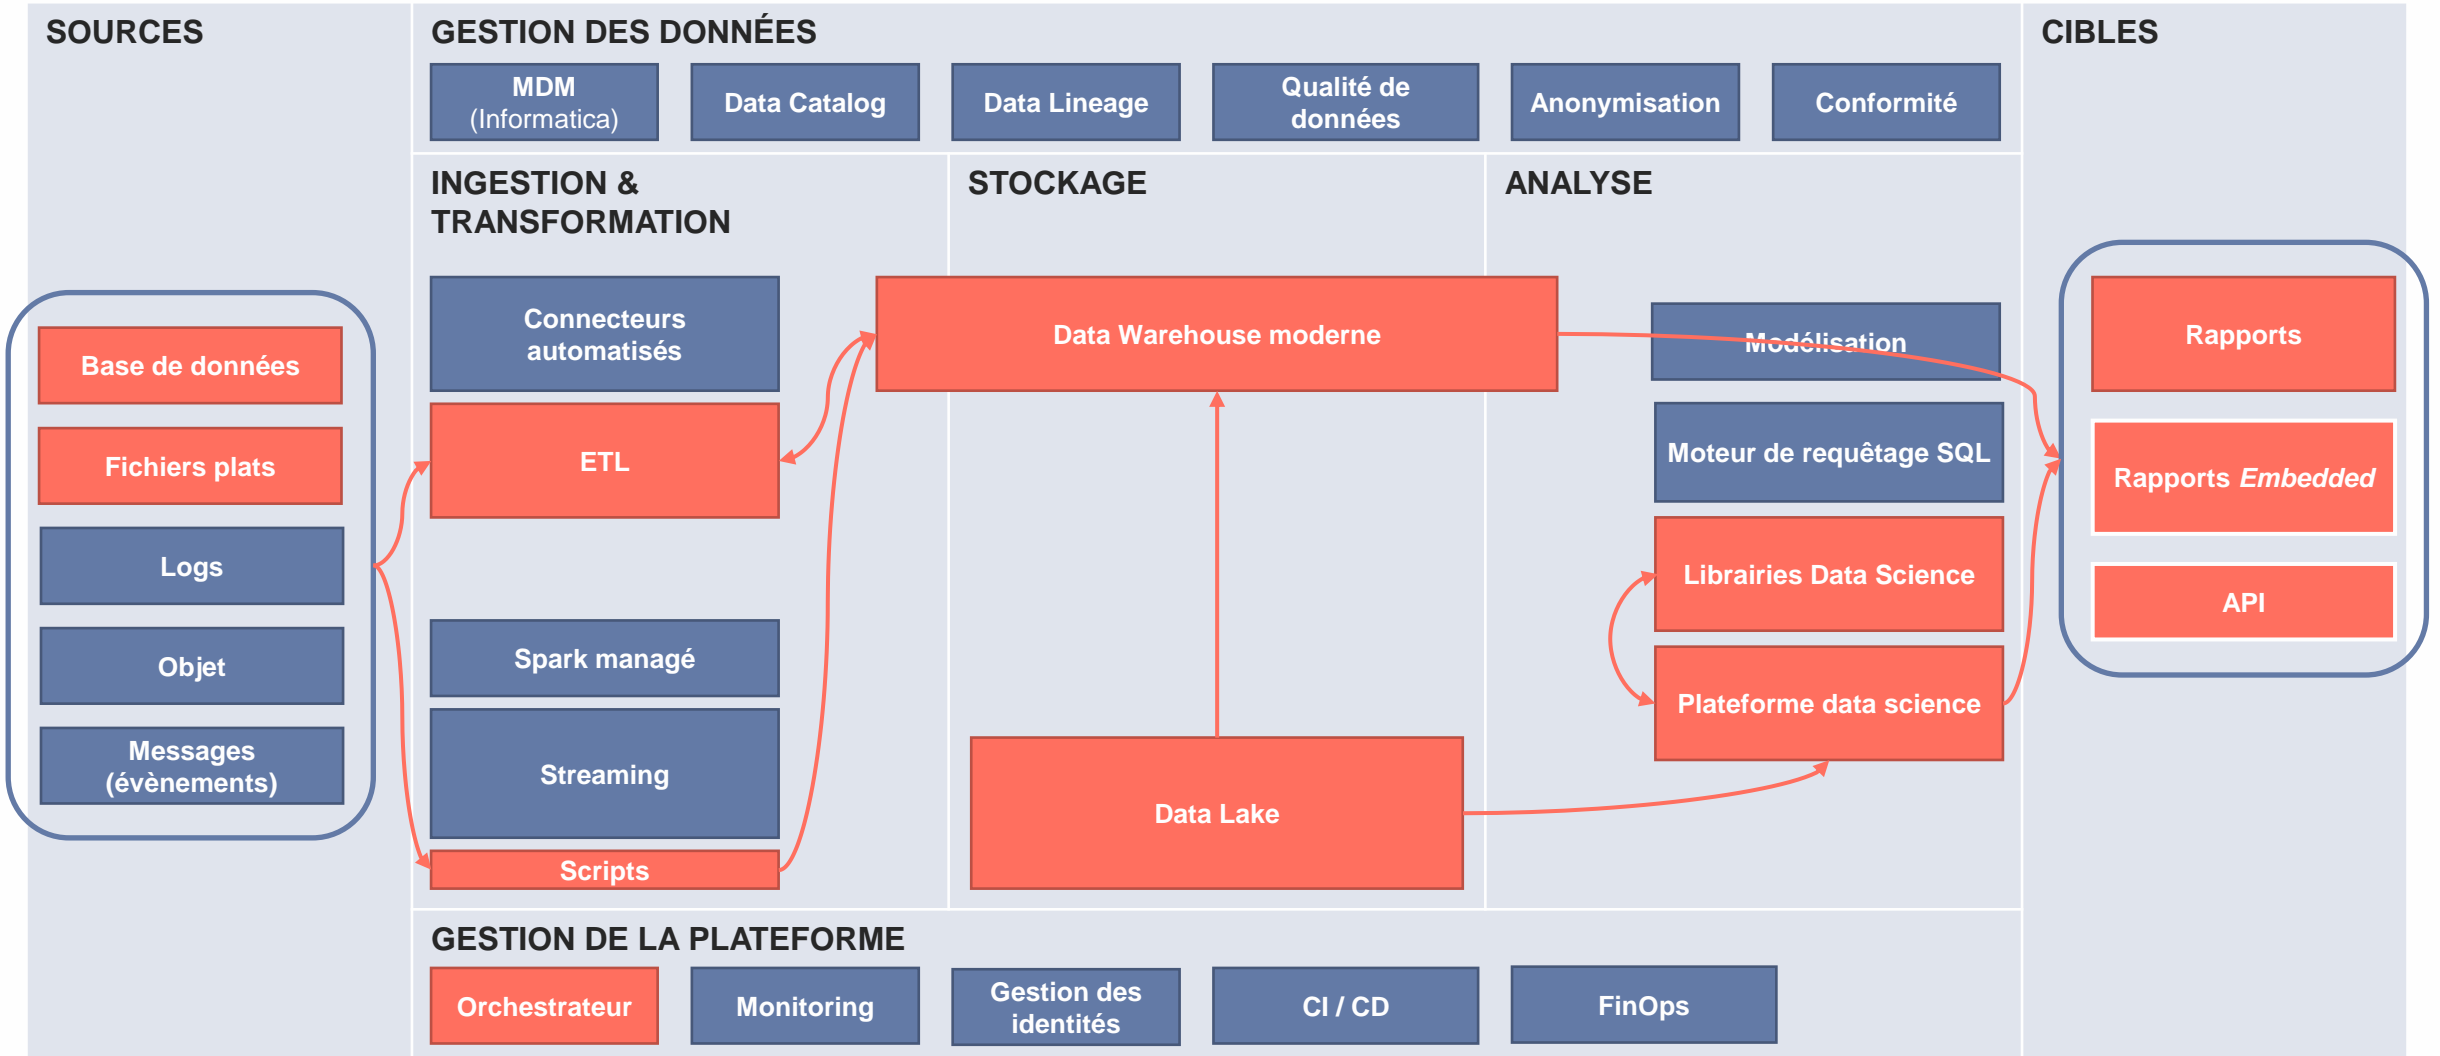 SOURCES
GESTION DES DONNÉES
CIBLES
MDM
(Informatica)
Data Catalog
Data Lineage
Qualité de
données
Anonymisation
Conformité
INGESTION &
TRANSFORMATION
STOCKAGE
ANALYSE
Base de données
Fichiers plats
Logs
Objet
Messages
(évènements)
Connecteurs
automatisés
ETL
Spark managé
Streaming
Scripts
Data Warehouse moderne
Data Lake
Modélisation
Moteur de requêtage SQL
Librairies Data Science
Plateforme data science
Rapports
Rapports Embedded
API
GESTION DE LA PLATEFORME
Orchestrateur
Monitoring
Gestion des
identités
CI / CD
FinOps